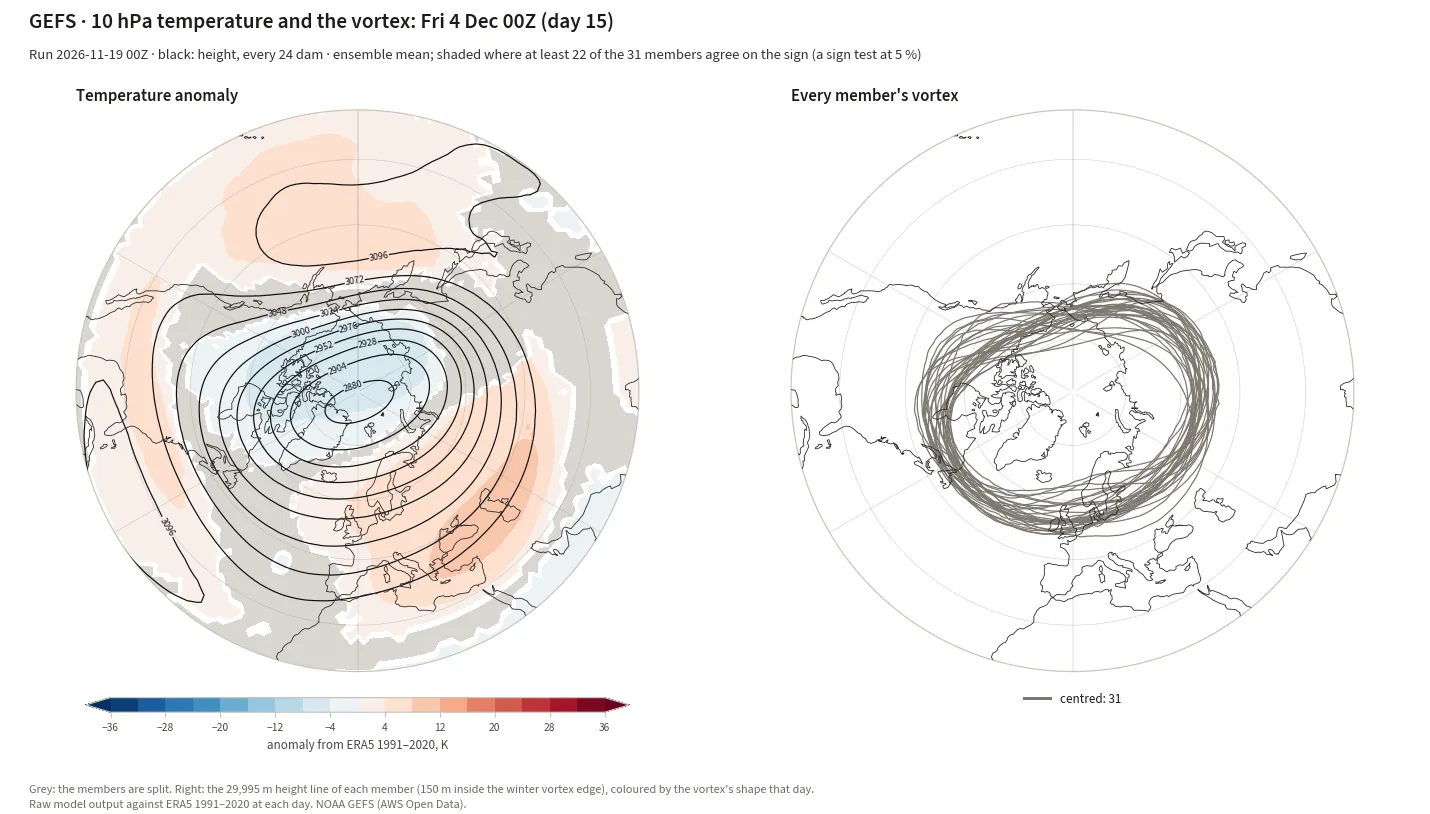 GEFS · 10 hPa temperature and the vortex: Fri 4 Dec 00Z (day 15)
Run 2026-11-19 00Z · black: height, every 24 dam · ensemble mean; shaded where at least 22 of the 31 members agree on the sign (a sign test at 5 %)
Temperature anomaly
Every member's vortex
3096
3072
3048
3000
2976
2952
2928
2904
2880
3096
centred: 31
−36
−28
−20
−12
−4
4
12
20
28
36
anomaly from ERA5 1991–2020, K
Grey: the members are split. Right: the 29,995 m height line of each member (150 m inside the winter vortex edge), coloured by the vortex's shape that day.
Raw model output against ERA5 1991–2020 at each day. NOAA GEFS (AWS Open Data).